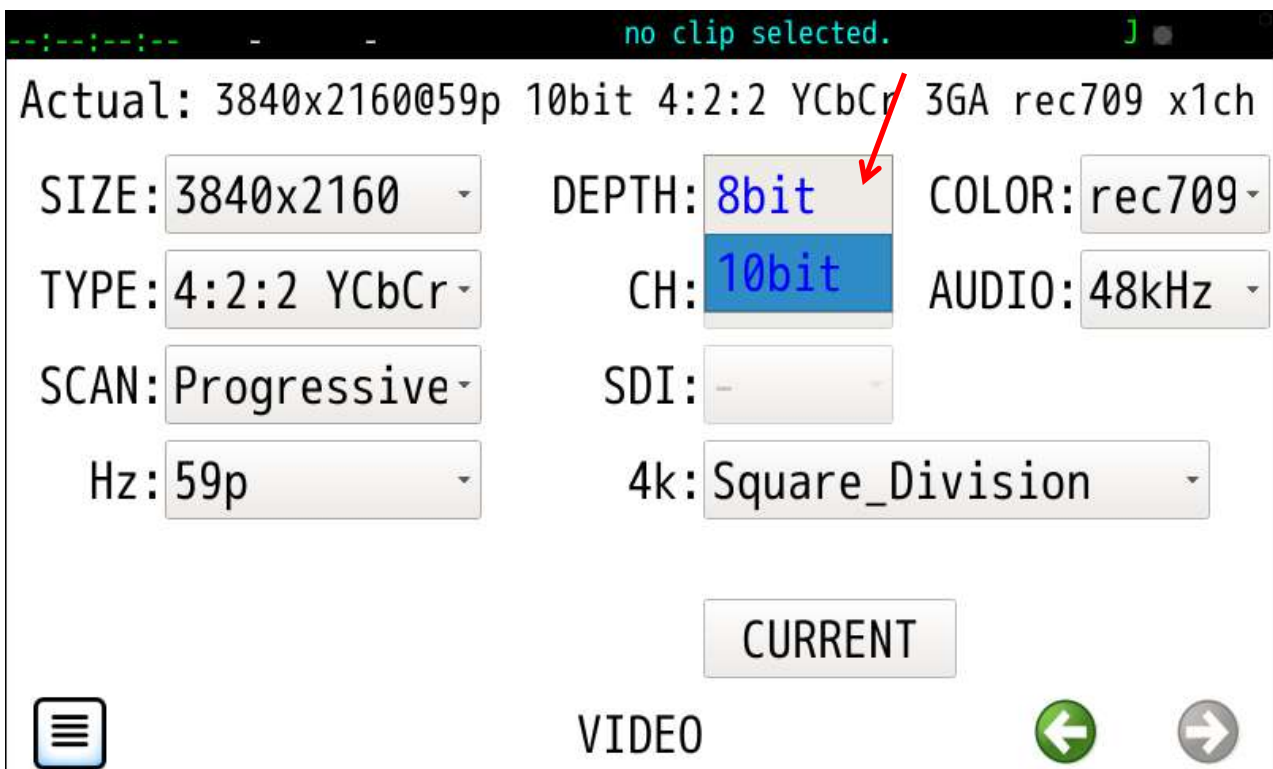 --:--:--:-- - - no clip selected. J
Actual: 3840x2160@59p 10bit 4:2:2 YCbCr 3GA rec709 x1ch
SIZE: 3840x2160 DEPTH: 8bit COLOR: rec709
10bit
TYPE: 4:2:2 YCbCr CH: AUDIO: 48kHz
SCAN: Progressive SDI: -
Hz: 59p 4k: Square_Division
CURRENT
VIDEO